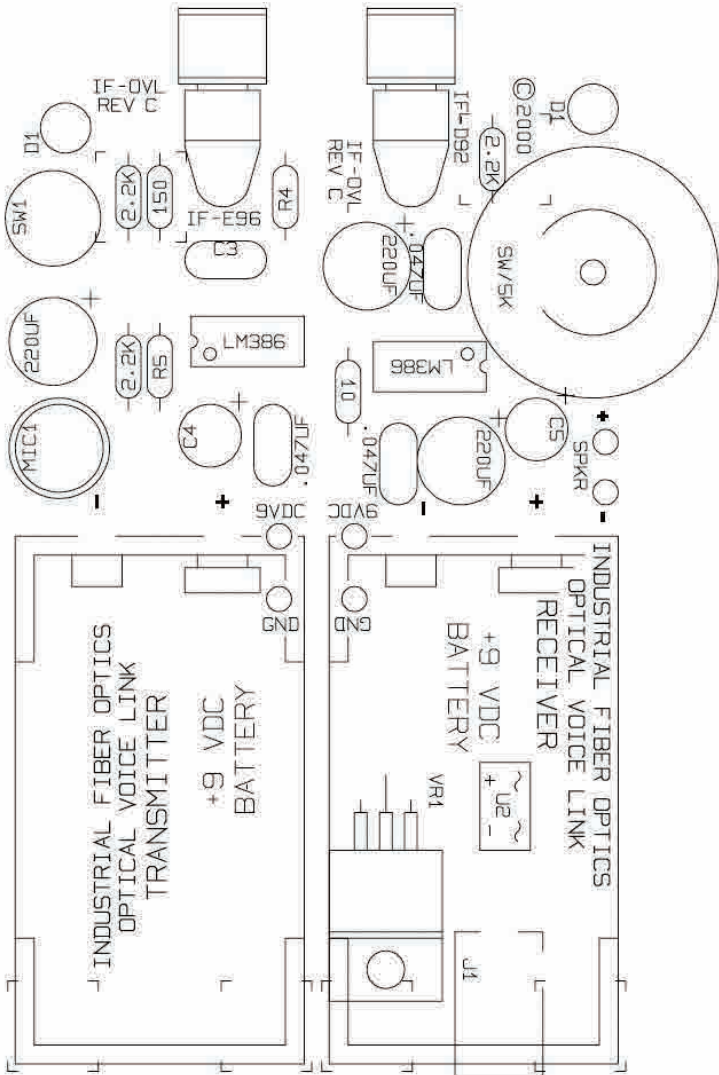 IF-OVL
REV C
D1
SW1
2.2K
150
IF-E96
R4
C3
220UF
+
2.2K
R5
LM386
MIC1
C4
+
.047UF
-
+
9VDC
GND
INDUSTRIAL FIBER OPTICS
OPTICAL VOICE LINK
TRANSMITTER
+9 VDC
BATTERY
IF-OVL
REV C
IFL-D92
©2000
D1
2.2K
SW/SK
220UF
+
.047UF
LM386
10
.047UF
220UF
+
C5
+
+
SPKR
-
-
+
9VDC
GND
INDUSTRIAL FIBER OPTICS
OPTICAL VOICE LINK
RECEIVER
+9 VDC
BATTERY
VR1
~ ~
U2
+ -
J1